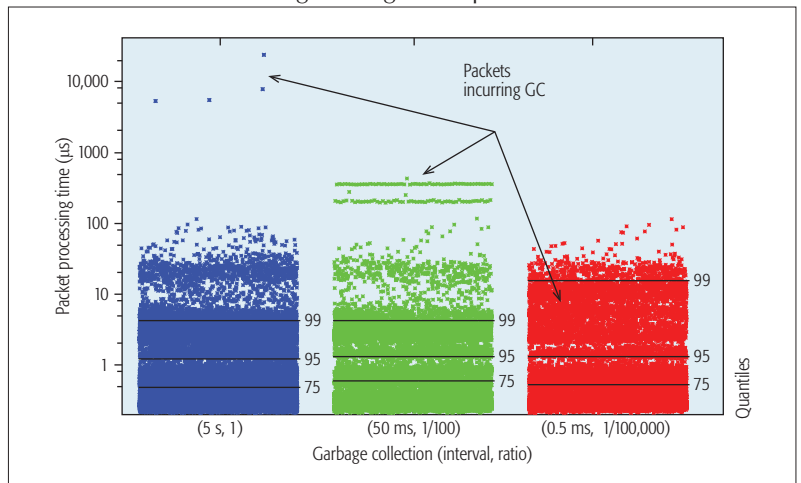 10,000
1000
100
10
1
Packet processing time (μs)
Packets
incurring GC
99
95
75
99
95
75
99
95
75
Quantiles
(5 s, 1)
(50 ms, 1/100)
(0.5 ms, 1/100,000)
Garbage collection (interval, ratio)